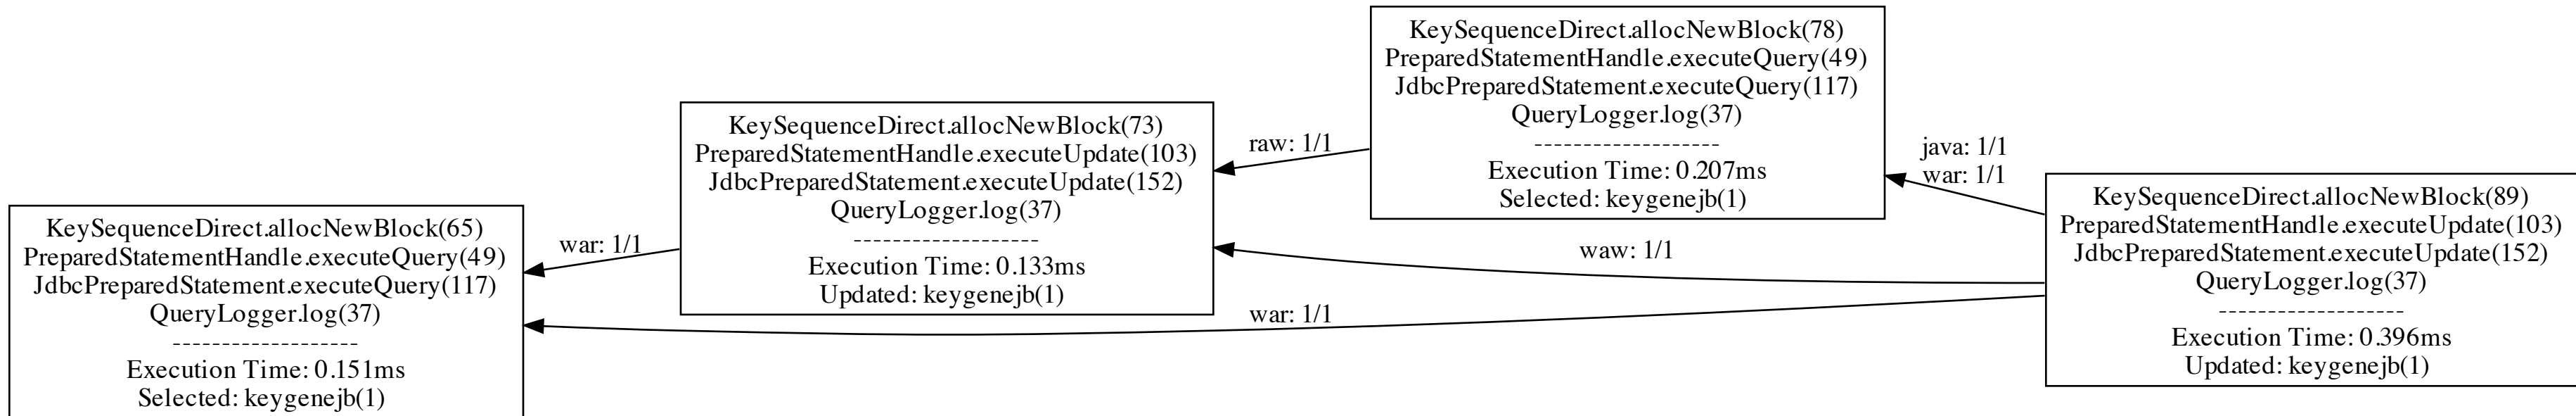 KeySequenceDirect.allocNewBlock(65)
PreparedStatementHandle.executeQuery(49)
JdbcPreparedStatement.executeQuery(117)
QueryLogger.log(37)
-------------------
Execution Time: 0.151ms
Selected: keygenejb(1)
war: 1/1
KeySequenceDirect.allocNewBlock(73)
PreparedStatementHandle.executeUpdate(103)
JdbcPreparedStatement.executeUpdate(152)
QueryLogger.log(37)
-------------------
Execution Time: 0.133ms
Updated: keygenejb(1)
raw: 1/1
KeySequenceDirect.allocNewBlock(78)
PreparedStatementHandle.executeQuery(49)
JdbcPreparedStatement.executeQuery(117)
QueryLogger.log(37)
-------------------
Execution Time: 0.207ms
Selected: keygenejb(1)
waw: 1/1
war: 1/1
java: 1/1
war: 1/1
KeySequenceDirect.allocNewBlock(89)
PreparedStatementHandle.executeUpdate(103)
JdbcPreparedStatement.executeUpdate(152)
QueryLogger.log(37)
-------------------
Execution Time: 0.396ms
Updated: keygenejb(1)